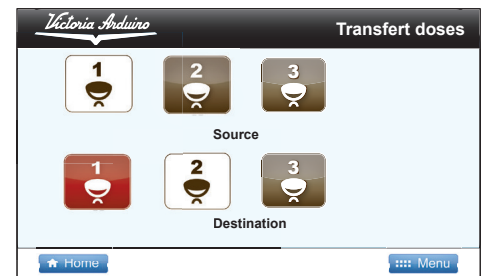 Victoria Arduino
Transfert doses
1 2 3
Source
1 2 3
Destination
Home Menu